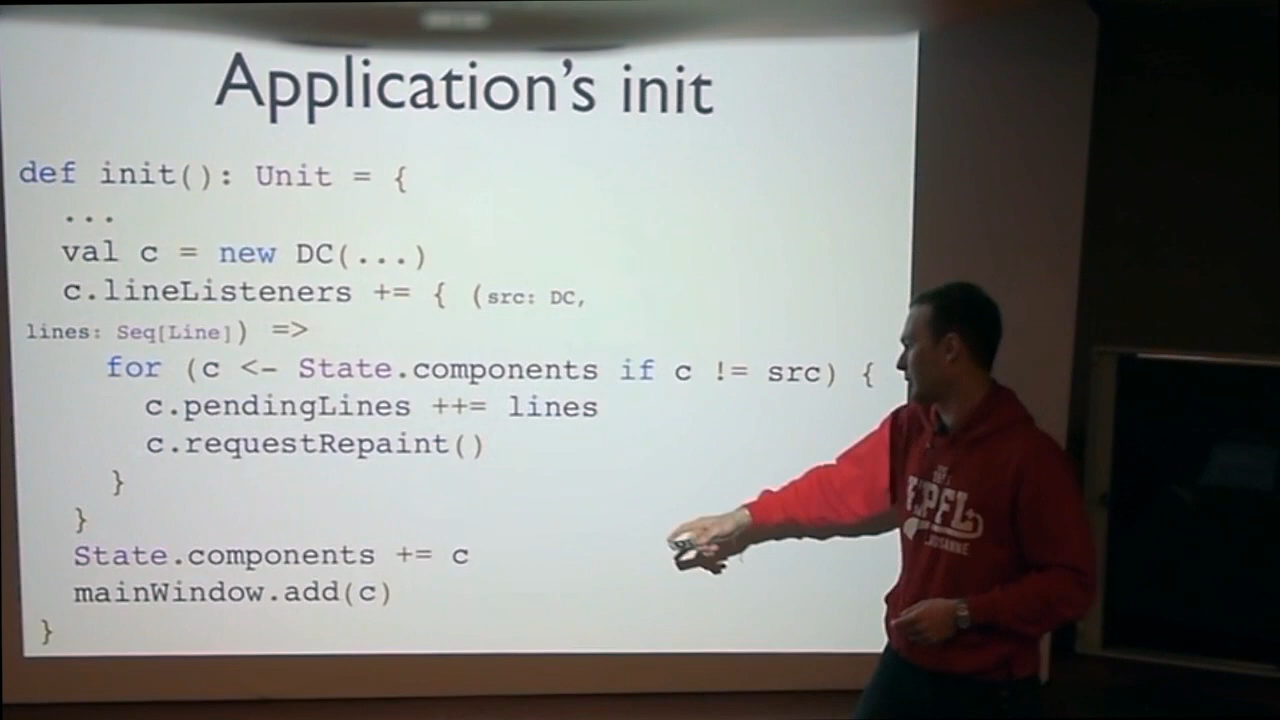 Application's init
def init(): Unit = {
...
val c = new DC(...)
c.lineListeners += { (src: DC,
lines: Seq[Line]) =>
for (c <- State.components if c != src) {
c.pendingLines ++= lines
c.requestRepaint()
}
}
State.components += c
mainWindow.add(c)
}
EPFL
LAUSANNE